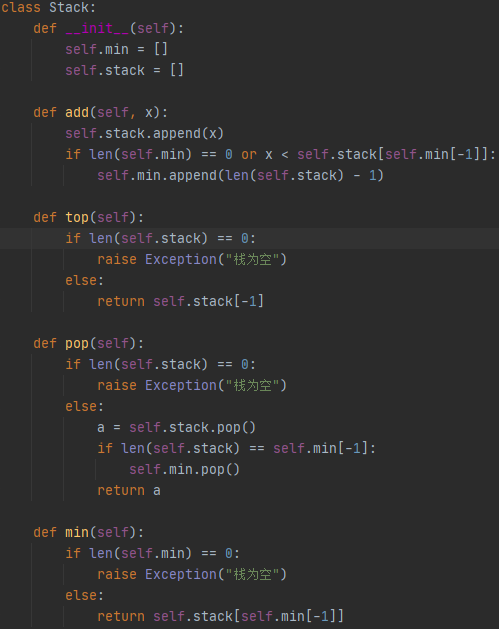 class Stack:
    def __init__(self):
        self.min = []
        self.stack = []

    def add(self, x):
        self.stack.append(x)
        if len(self.min) == 0 or x < self.stack[self.min[-1]]:
            self.min.append(len(self.stack) - 1)

    def top(self):
        if len(self.stack) == 0:
            raise Exception("栈为空")
        else:
            return self.stack[-1]

    def pop(self):
        if len(self.stack) == 0:
            raise Exception("栈为空")
        else:
            a = self.stack.pop()
            if len(self.stack) == self.min[-1]:
                self.min.pop()
            return a

    def min(self):
        if len(self.min) == 0:
            raise Exception("栈为空")
        else:
            return self.stack[self.min[-1]]